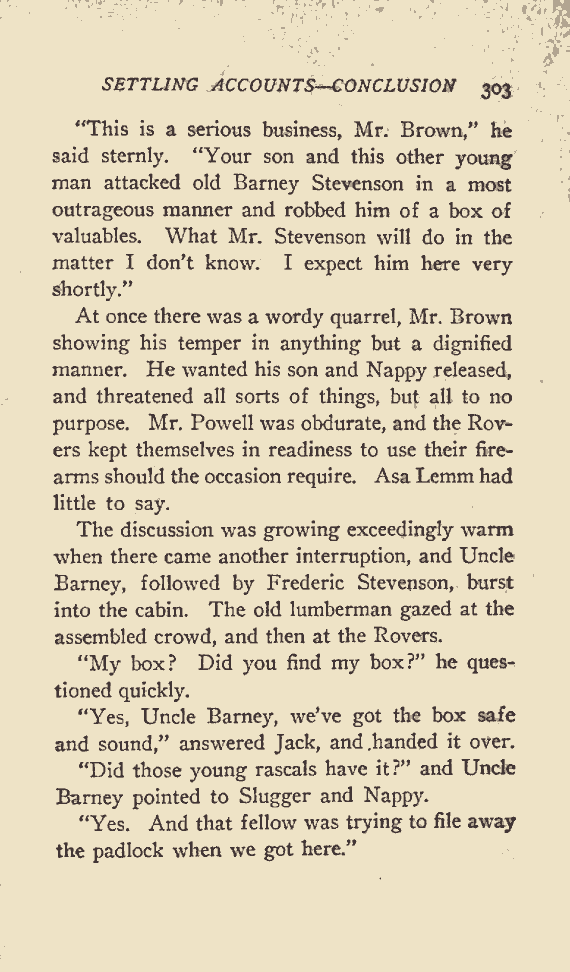 SETTLING ACCOUNTS—CONCLUSION 303
“This is a serious business, Mr. Brown,” he
said sternly. “Your son and this other young
man attacked old Barney Stevenson in a most
outrageous manner and robbed him of a box of
valuables. What Mr. Stevenson will do in the
matter I don’t know. I expect him here very
shortly.”
At once there was a wordy quarrel, Mr. Brown
showing his temper in anything but a dignified
manner. He wanted his son and Nappy released,
and threatened all sorts of things, but all to no
purpose. Mr. Powell was obdurate, and the Rov-
ers kept themselves in readiness to use their fire-
arms should the occasion require. Asa Lemm had
little to say.
The discussion was growing exceedingly warm
when there came another interruption, and Uncle
Barney, followed by Frederic Stevenson, burst
into the cabin. The old lumberman gazed at the
assembled crowd, and then at the Rovers.
“My box? Did you find my box?” he ques-
tioned quickly.
“Yes, Uncle Barney, we’ve got the box safe
and sound,” answered Jack, and handed it over.
“Did those young rascals have it?” and Uncle
Barney pointed to Slugger and Nappy.
“Yes. And that fellow was trying to file away
the padlock when we got here.”